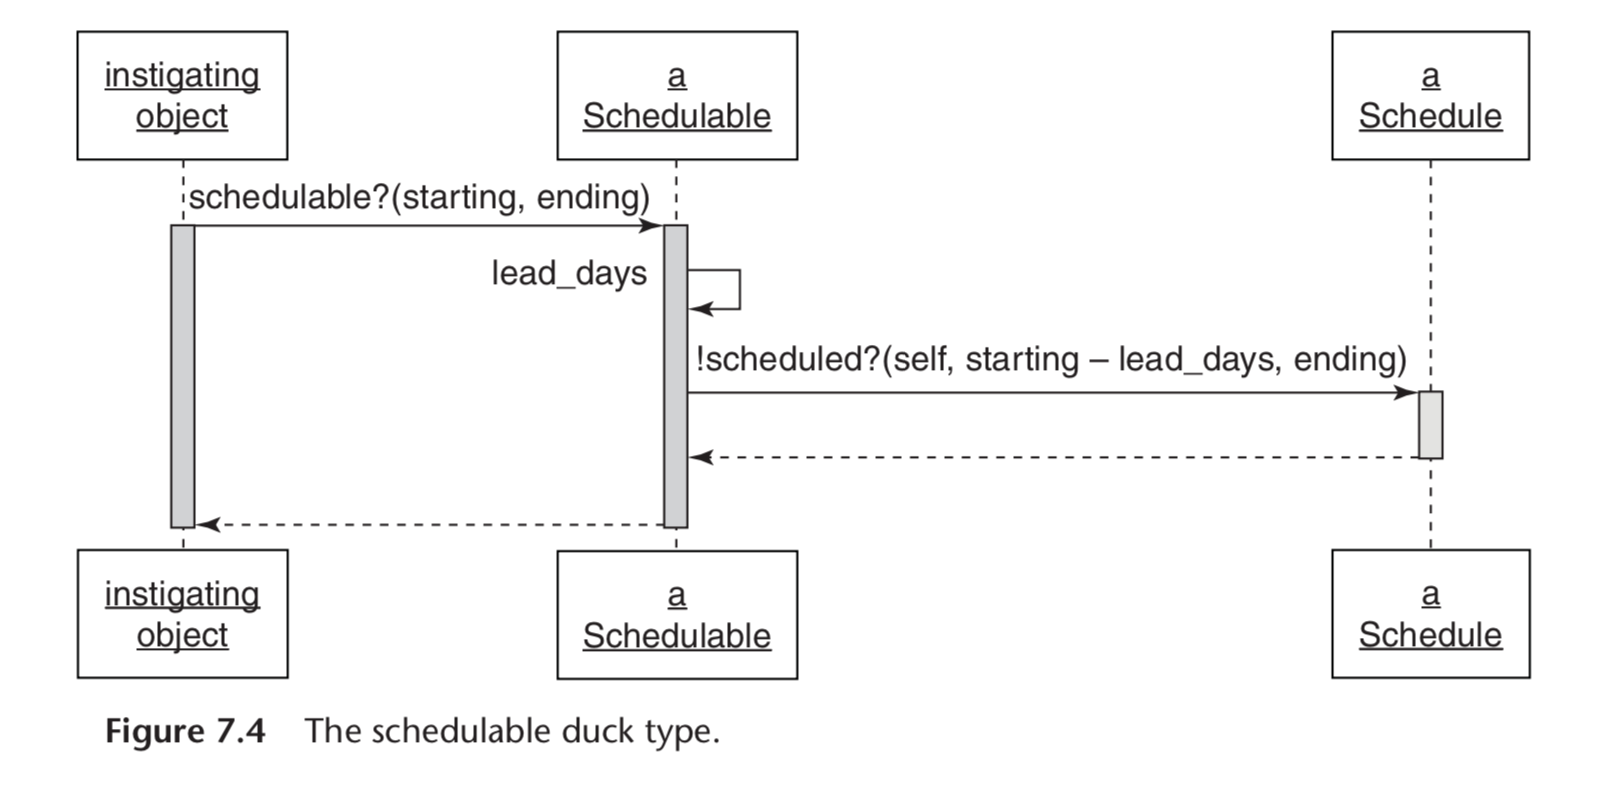 instigating
object
a
Schedulable
a
Schedule
schedulable?(starting, ending)
lead_days
!scheduled?(self, starting – lead_days, ending)
instigating
object
a
Schedulable
a
Schedule
Figure 7.4 The schedulable duck type.